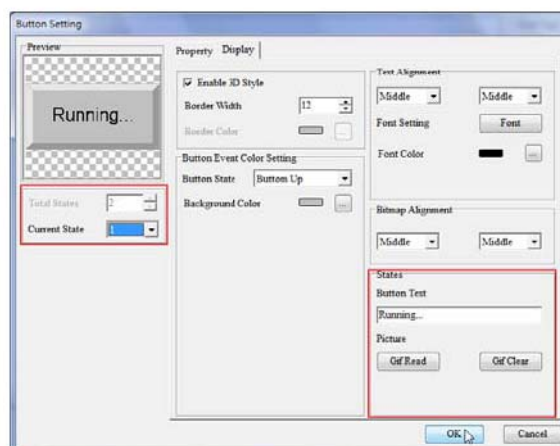 Button Setting
Preview
Running...
Total States 2
Current State 1
Property Display
Enable 3D Style
Border Width 12
Border Color ...
Button Event Color Setting
Button State Buttom Up
Background Color ...
Text Alignment
Middle Middle
Font Setting Font
Font Color ...
Bitmap Alignment
Middle Middle
States
Button Text
Running...
Picture
Gif Read Gif Clear
OK Cancel